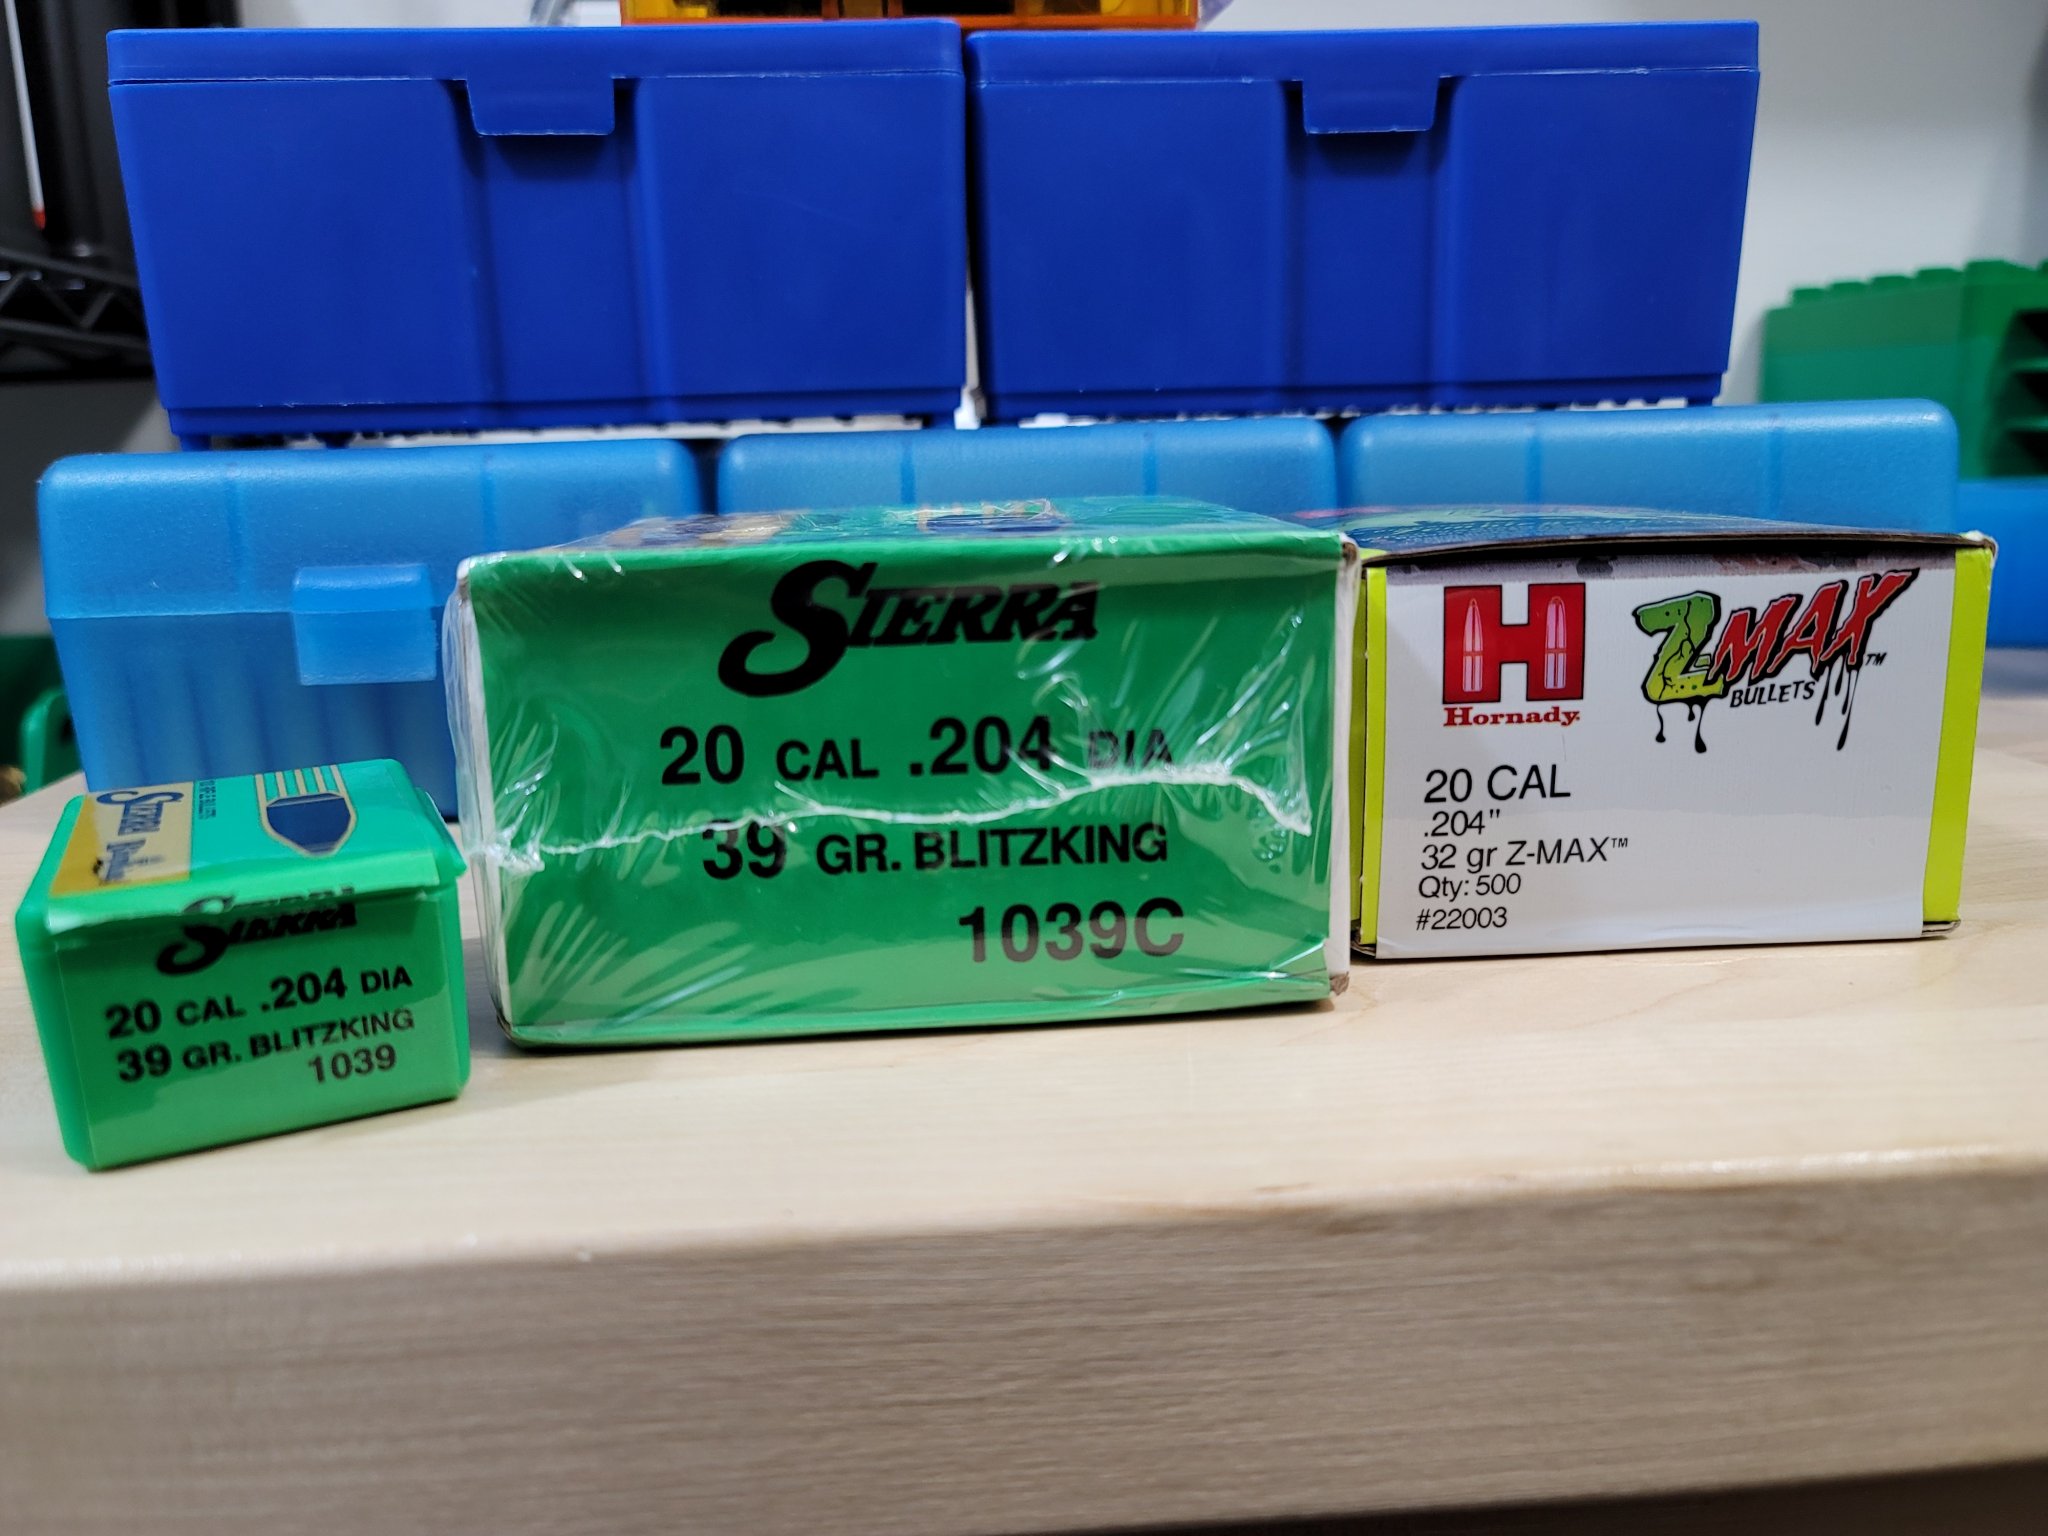 SIERRA
20 CAL .204 DIA
39 GR. BLITZKING
1039
SIERRA
20 CAL .204 DIA
39 GR. BLITZKING
1039C
H
Hornady
Z-MAX™
BULLETS
20 CAL
.204"
32 gr Z-MAX™
Qty: 500
#22003